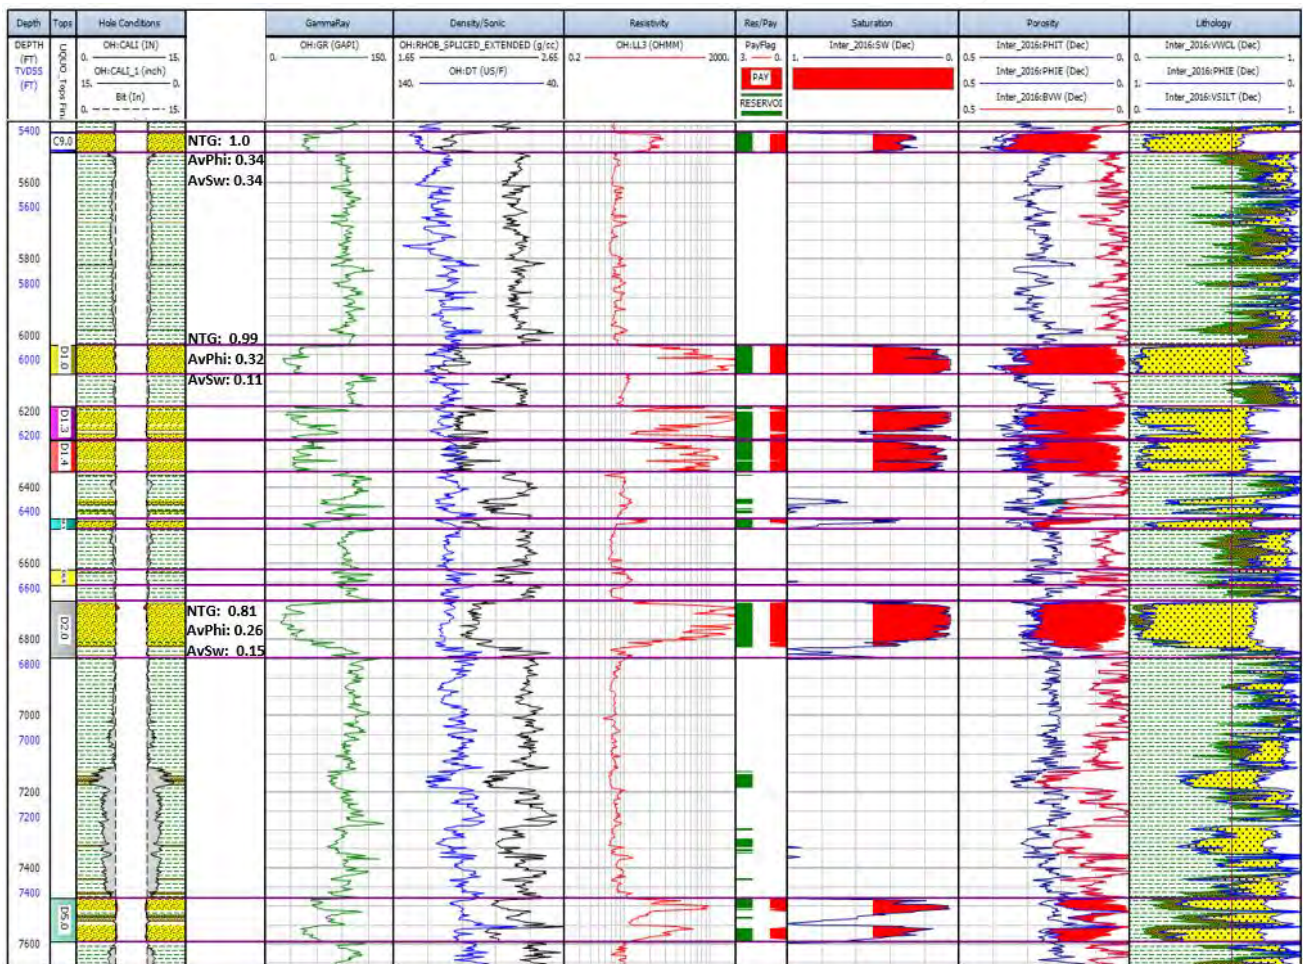 Depth Tops Hole Conditions GammaRay Density/Sonic Resistivity Res/Pay Saturation Porosity Lithology
DEPTH (FT)
TVDSS (FT)
OH:CALI (IN)
0. 15.
OH:CALI_1 (inch)
15. 0.
Bit (In)
0. 15.
OH:GR (GAPI)
0. 150.
OH:RHOB_SPLICED_EXTENDED (g/cc)
1.65 2.65
OH:DT (US/F)
140. 40.
OH:LL3 (OHMM)
0.2 2000.
PayFlag
3. 0.
PAY
RESERVOI
Inter_2016:SW (Dec)
1. 0.
Inter_2016:PHIT (Dec)
0.5 0.
Inter_2016:PHIE (Dec)
0.5 0.
Inter_2016:BVW (Dec)
0.5 0.
Inter_2016:VWCL (Dec)
0. 1.
Inter_2016:PHIE (Dec)
1. 0.
Inter_2016:VSILT (Dec)
0. 1.
5400
C9.0
NTG: 1.0
AvPhi: 0.34
AvSw: 0.34
5600
5600
5800
5800
6000
NTG: 0.99
6000
D1.0
AvPhi: 0.32
AvSw: 0.11
6200
D1.3
6200
D1.4
6400
6400
6600
6600
D2.0
NTG: 0.81
AvPhi: 0.26
6800
AvSw: 0.15
6800
7000
7000
7200
7200
7400
7400
D5.0
7600